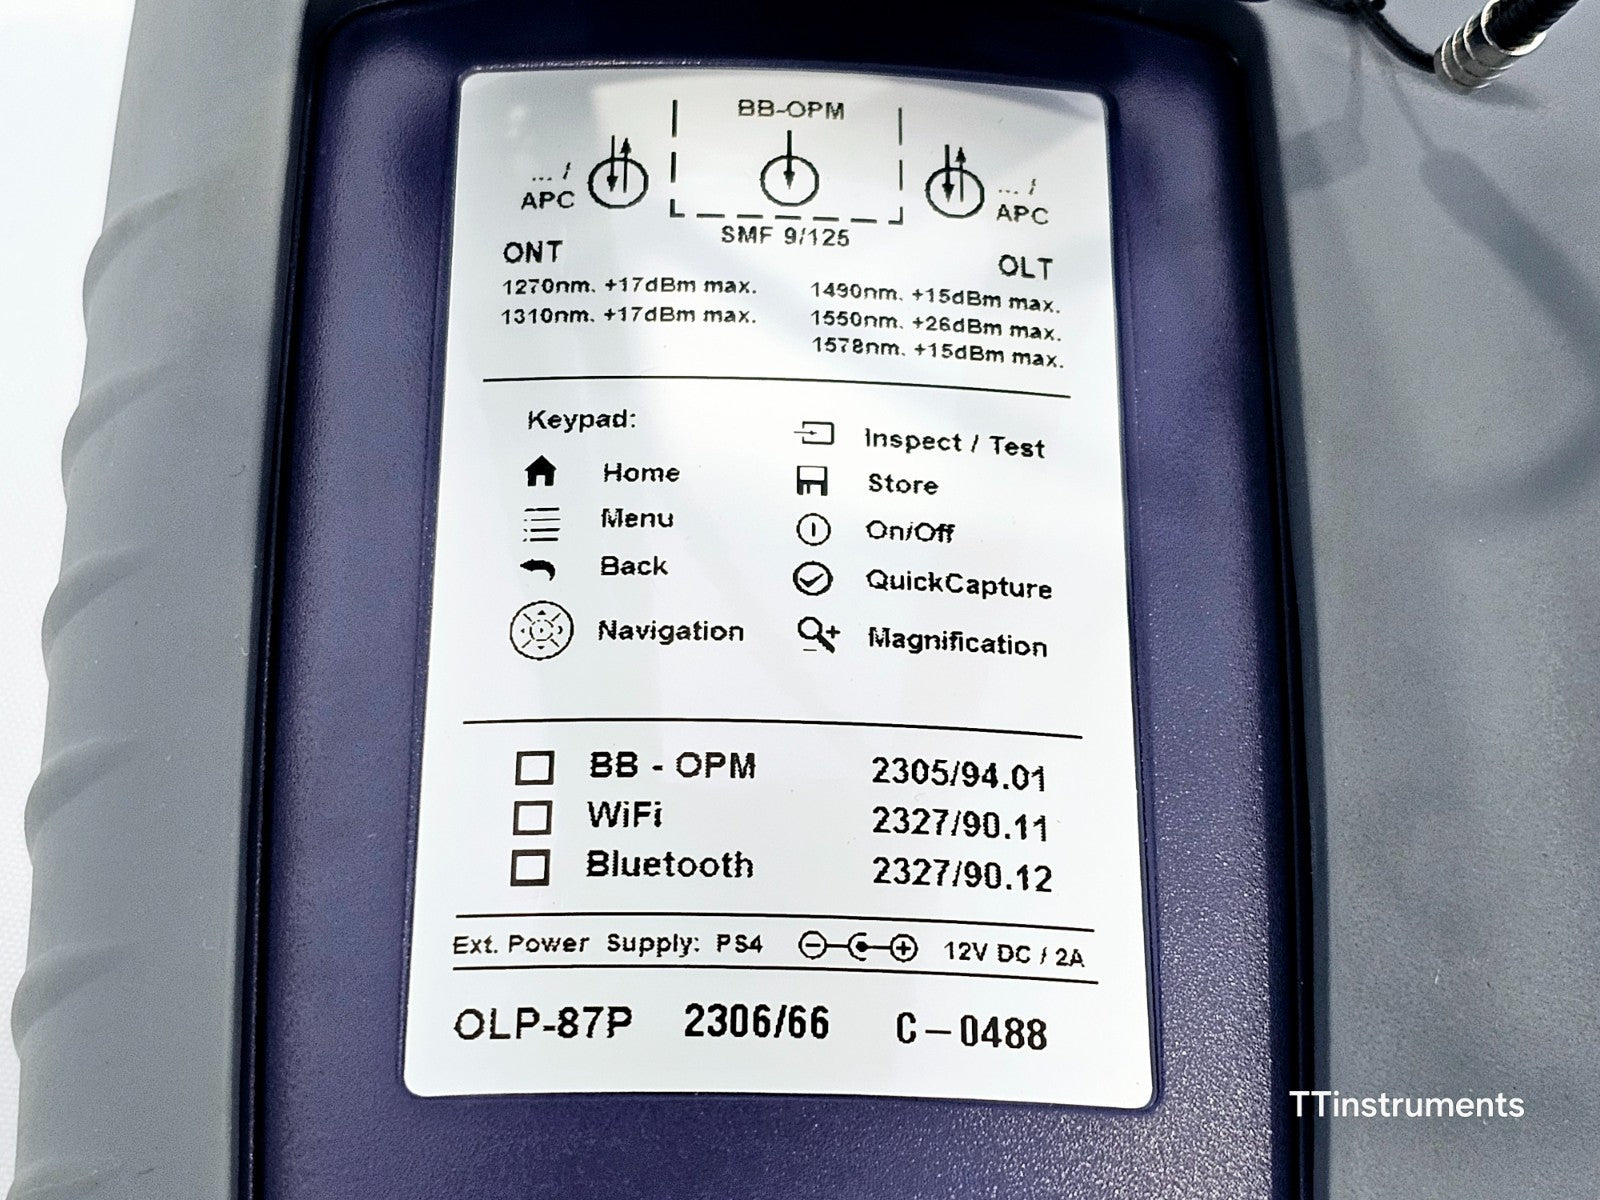 BB-OPM
... / APC
... / APC
SMF 9/125
ONT
1270nm. +17dBm max.
1310nm. +17dBm max.
OLT
1490nm. +15dBm max.
1550nm. +26dBm max.
1578nm. +15dBm max.
Keypad:
Home
Menu
Back
Navigation
Inspect / Test
Store
On/Off
QuickCapture
Magnification
BB - OPM 2305/94.01
WiFi 2327/90.11
Bluetooth 2327/90.12
Ext. Power Supply: PS4 12V DC / 2A
OLP-87P 2306/66 C-0488
TTinstruments